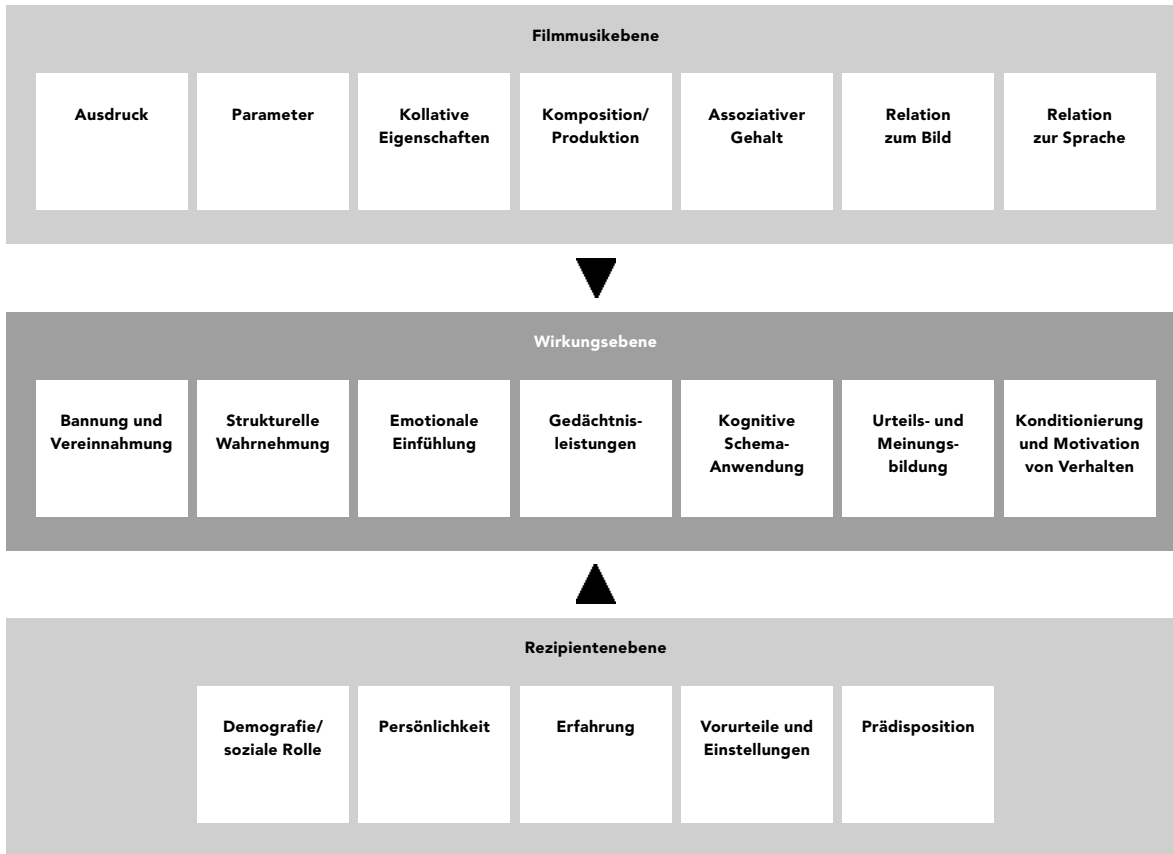 Filmmusikebene
Ausdruck
Parameter
Kollative
Eigenschaften
Komposition/
Produktion
Assoziativer
Gehalt
Relation
zum Bild
Relation
zur Sprache
Wirkungsebene
Bannung und
Vereinnahmung
Strukturelle
Wahrnehmung
Emotionale
Einfühlung
Gedächtnis-
leistungen
Kognitive
Schema-
Anwendung
Urteils- und
Meinungs-
bildung
Konditionierung
und Motivation
von Verhalten
Rezipientenebene
Demografie/
soziale Rolle
Persönlichkeit
Erfahrung
Vorurteile und
Einstellungen
Prädisposition